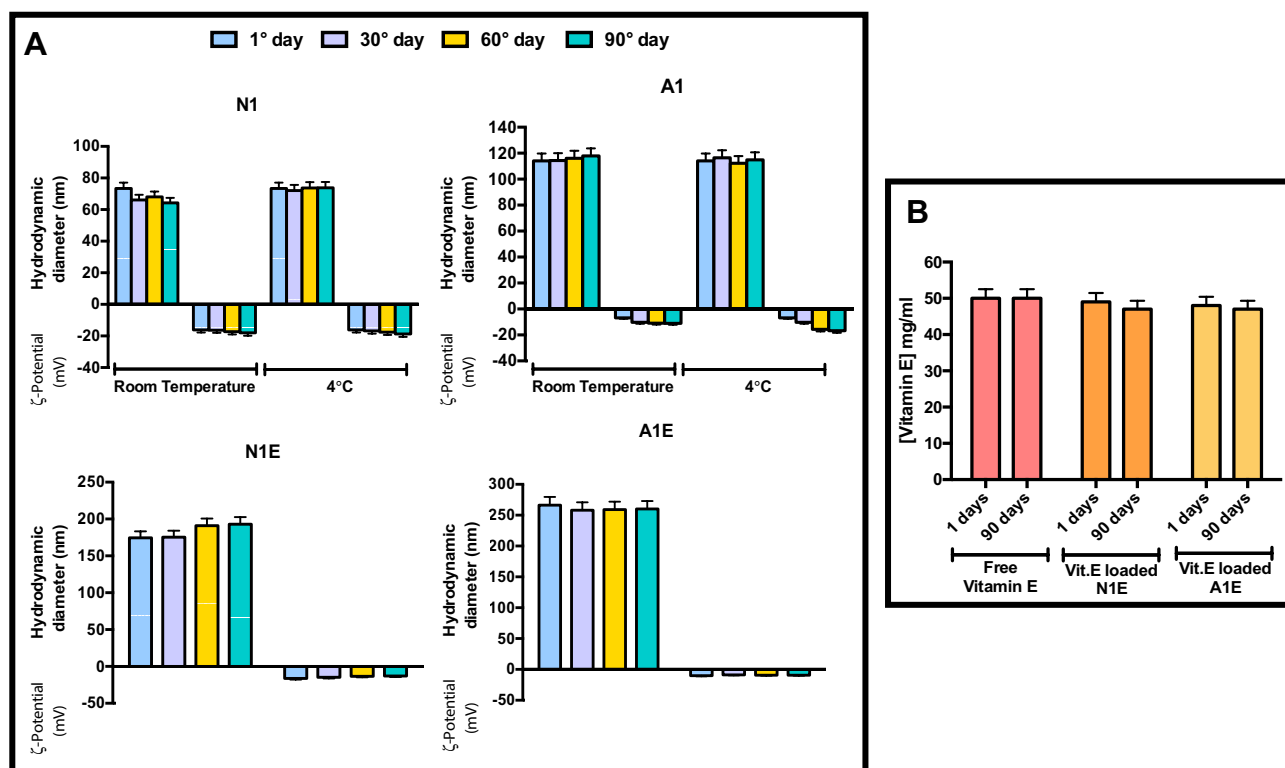 A
1° day 30° day 60° day 90° day
N1
Hydrodynamic
diameter (nm)
ζ-Potential
(mV)
100
80
60
40
20
0
-20
-40
Room Temperature 4°C
A1
Hydrodynamic
diameter (nm)
ζ-Potential
(mV)
140
120
100
80
60
40
20
0
-20
-40
Room Temperature 4°C
N1E
Hydrodynamic
diameter (nm)
ζ-Potential
(mV)
250
200
150
100
50
0
-50
A1E
Hydrodynamic
diameter (nm)
ζ-Potential
(mV)
300
250
200
150
100
50
0
-50
B
[Vitamin E] mg/ml
60
50
40
30
20
10
0
1 days 90 days 1 days 90 days 1 days 90 days
Free
Vitamin E
Vit.E loaded
N1E
Vit.E loaded
A1E